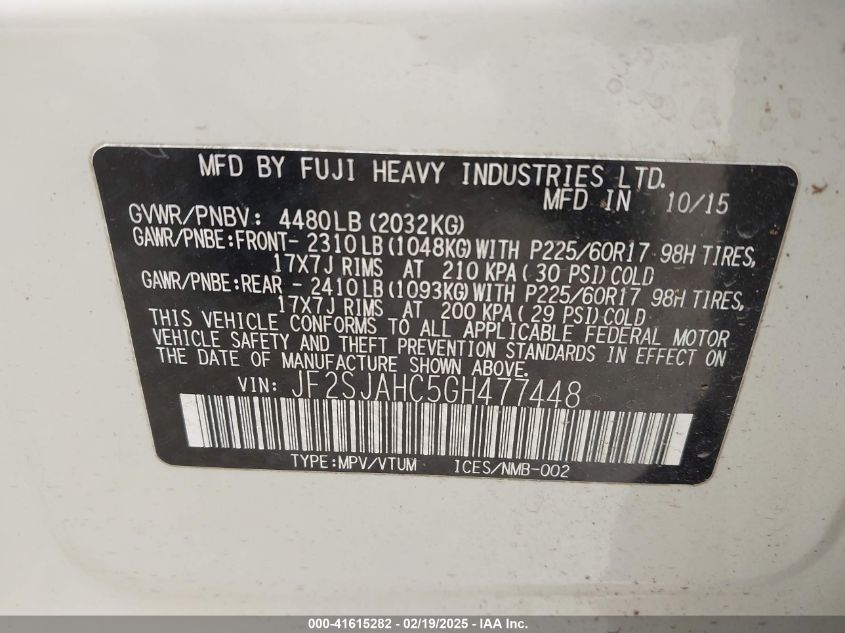 MFD BY FUJI HEAVY INDUSTRIES LTD.
MFD IN 10/15
GVWR/PNBV: 4480LB(2032KG)
GAWR/PNBE:FRONT- 2310LB(1048KG)WITH P225/60R17 98H TIRES,
17X7J RIMS AT 210 KPA(30 PSI)COLD
GAWR/PNBE:REAR - 2410LB(1093KG)WITH P225/60R17 98H TIRES,
17X7J RIMS AT 200 KPA(29 PSI)COLD
THIS VEHICLE CONFORMS TO ALL APPLICABLE FEDERAL MOTOR
VEHICLE SAFETY AND THEFT PREVENTION STANDARDS IN EFFECT ON
THE DATE OF MANUFACTURE SHOWN ABOVE.
VIN: JF2SJAHC5GH477448
TYPE:MPV/VTUM ICES/NMB-002
000-41615282 - 02/19/2025 - IAA Inc.